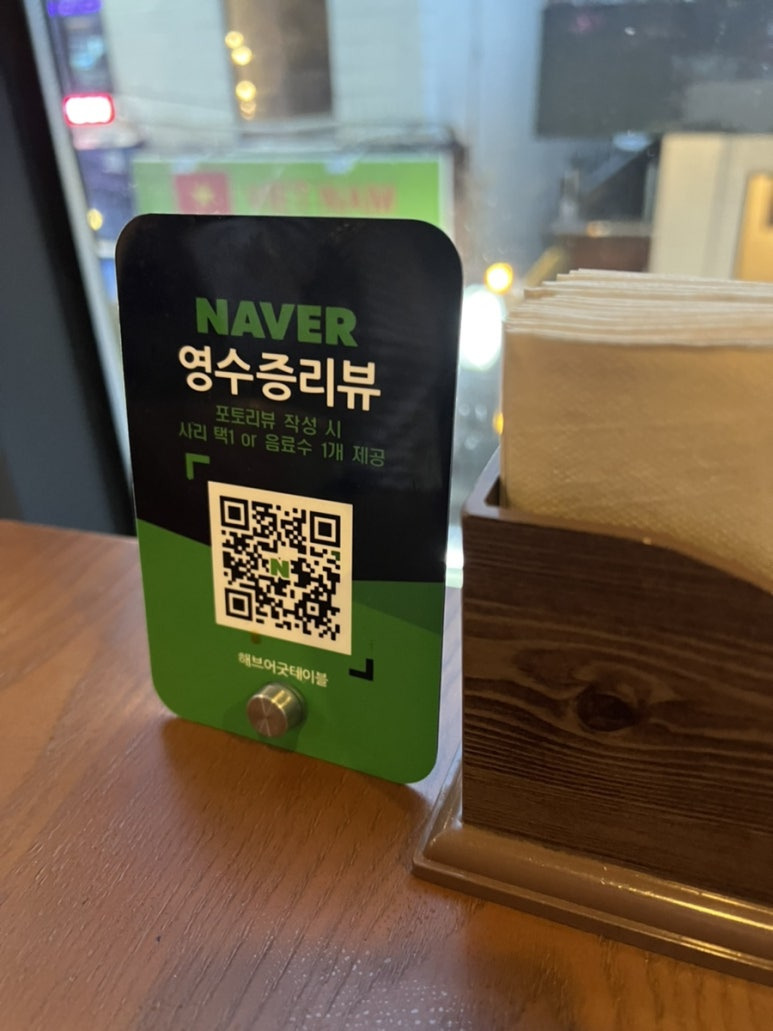 NAVER
영수증리뷰
포토리뷰 작성 시
사리 택1 or 음료수 1개 제공
N
해브어굿테이블